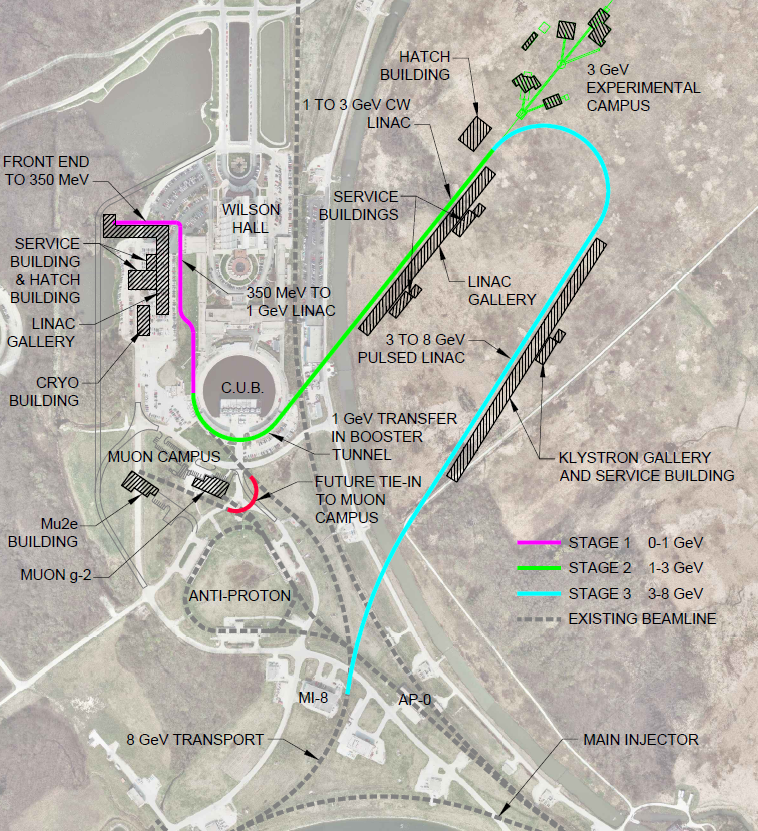 HATCH
BUILDING
3 GeV
EXPERIMENTAL
CAMPUS
1 TO 3 GeV CW
LINAC
FRONT END
TO 350 MeV
SERVICE
BUILDINGS
WILSON
HALL
SERVICE
BUILDING
& HATCH
BUILDING
350 MeV TO
1 GeV LINAC
LINAC
GALLERY
LINAC
GALLERY
3 TO 8 GeV
PULSED LINAC
CRYO
BUILDING
C.U.B.
1 GeV TRANSFER
IN BOOSTER
TUNNEL
MUON CAMPUS
KLYSTRON GALLERY
AND SERVICE BUILDING
FUTURE TIE-IN
TO MUON
CAMPUS
Mu2e
BUILDING
MUON g-2
STAGE 1 0-1 GeV
STAGE 2 1-3 GeV
STAGE 3 3-8 GeV
EXISTING BEAMLINE
ANTI-PROTON
MI-8
AP-0
8 GeV TRANSPORT
MAIN INJECTOR